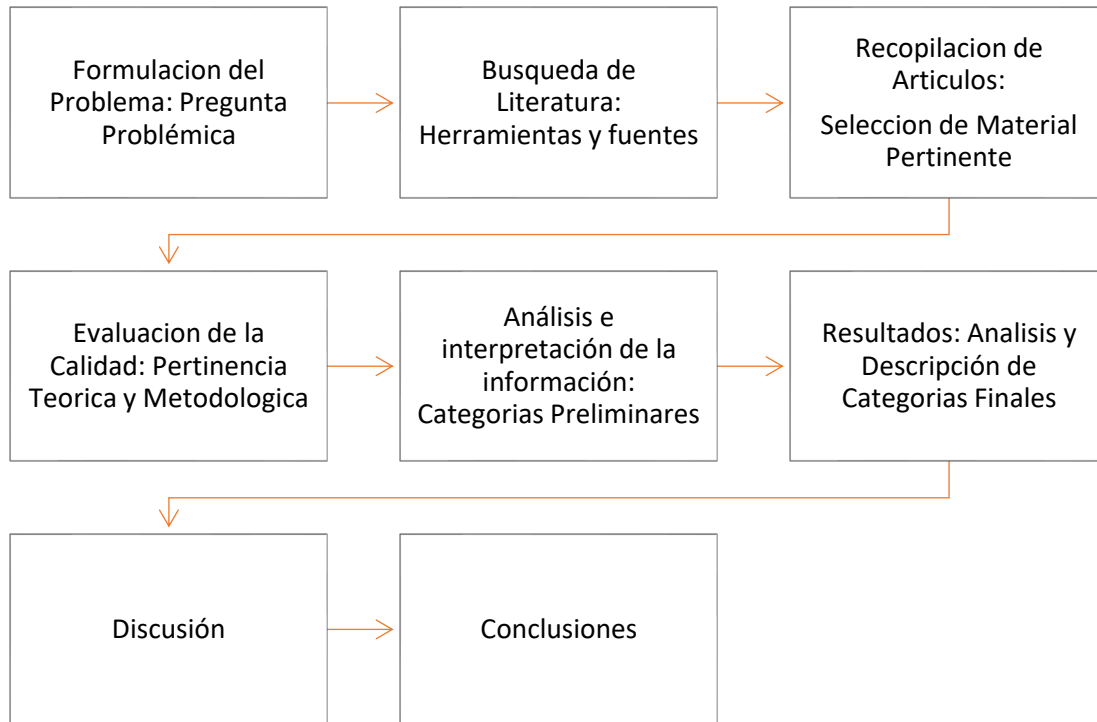 Formulacion del
Problema: Pregunta
Problémica
Busqueda de
Literatura:
Herramientas y fuentes
Recopilacion de
Articulos:
Seleccion de Material
Pertinente
Evaluacion de la
Calidad: Pertinencia
Teorica y Metodologica
Análisis e
interpretación de la
información:
Categorias Preliminares
Resultados: Analisis y
Descripción de
Categorias Finales
Discusión
Conclusiones